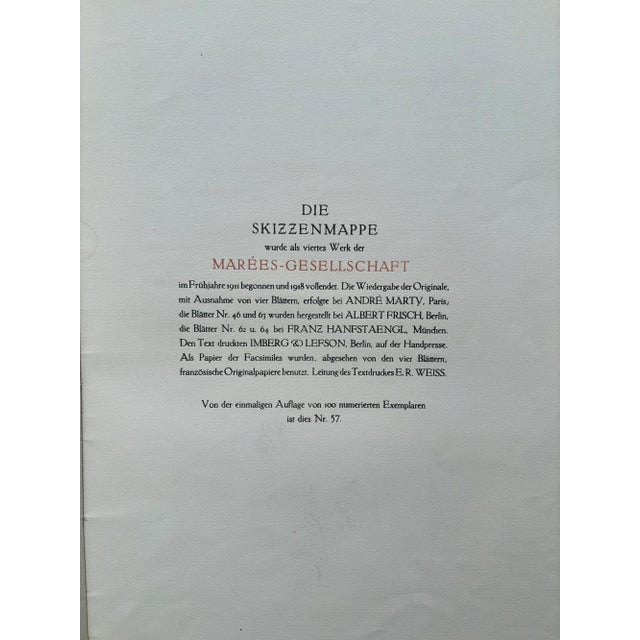 DIE
SKIZZENMAPPE
wurde als viertes Werk der
MARÉES-GESELLSCHAFT
im Frühjahre 1911 begonnen und 1918 vollendet. Die Wiedergabe der Originale,
mit Ausnahme von vier Blättern, erfolgte bei ANDRÉ MARTY, Paris;
die Blätter Nr. 46 und 63 wurden hergestellt bei ALBERT FRISCH, Berlin,
die Blätter Nr. 62 u. 64 bei FRANZ HANFSTAENGL, München.
Den Text druckten IMBERG & LEFSON, Berlin, auf der Handpresse.
Als Papier der Facsimiles wurden, abgesehen von den vier Blättern,
französische Originalpapiere benutzt. Leitung des Textdruckes E. R. WEISS.
Von der einmaligen Auflage von 100 numerierten Exemplaren
ist dies Nr. 57.